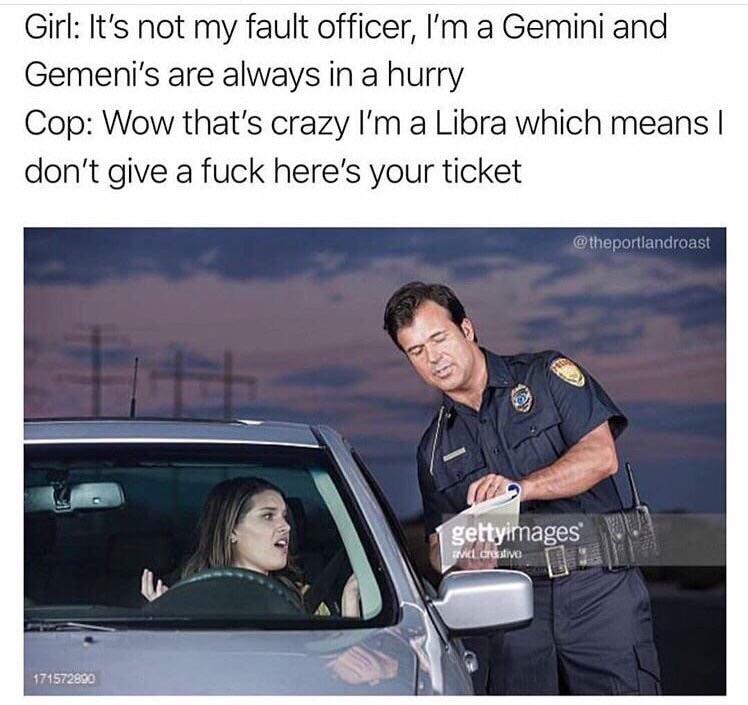 Girl: It's not my fault officer, I'm a Gemini and
Gemeni's are always in a hurry
Cop: Wow that's crazy I'm a Libra which means I
don't give a fuck here's your ticket
@theportlandroast
gettyimages®
avid_creative
171572890